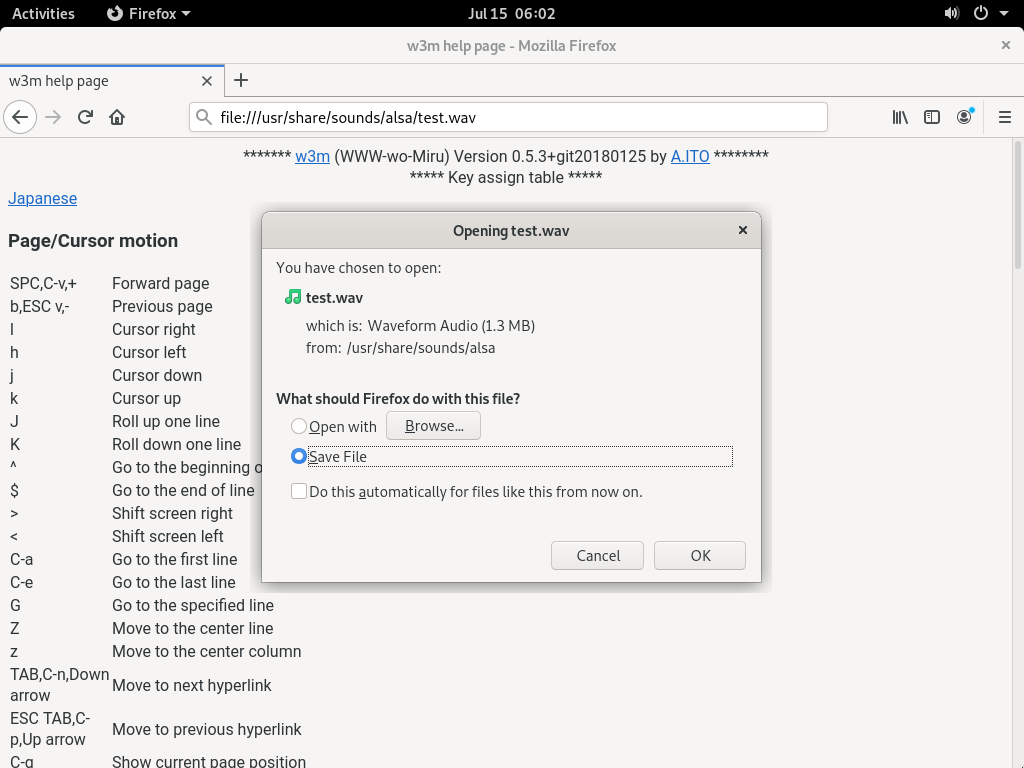 Activities Firefox Jul 15 06:02
w3m help page - Mozilla Firefox
w3m help page
file:///usr/share/sounds/alsa/test.wav
******* w3m (WWW-wo-Miru) Version 0.5.3+git20180125 by A.ITO ********
***** Key assign table *****
Japanese
Page/Cursor motion
SPC,C-v,+ Forward page
b,ESC v,- Previous page
l Cursor right
h Cursor left
j Cursor down
k Cursor up
J Roll up one line
K Roll down one line
^ Go to the beginning o
$ Go to the end of line
> Shift screen right
< Shift screen left
C-a Go to the first line
C-e Go to the last line
G Go to the specified line
Z Move to the center line
z Move to the center column
TAB,C-n,Down
arrow Move to next hyperlink
ESC TAB,C-
p,Up arrow Move to previous hyperlink
C-g Show current page position
Opening test.wav
You have chosen to open:
test.wav
which is: Waveform Audio (1.3 MB)
from: /usr/share/sounds/alsa
What should Firefox do with this file?
Open with Browse...
Save File
Do this automatically for files like this from now on.
Cancel OK